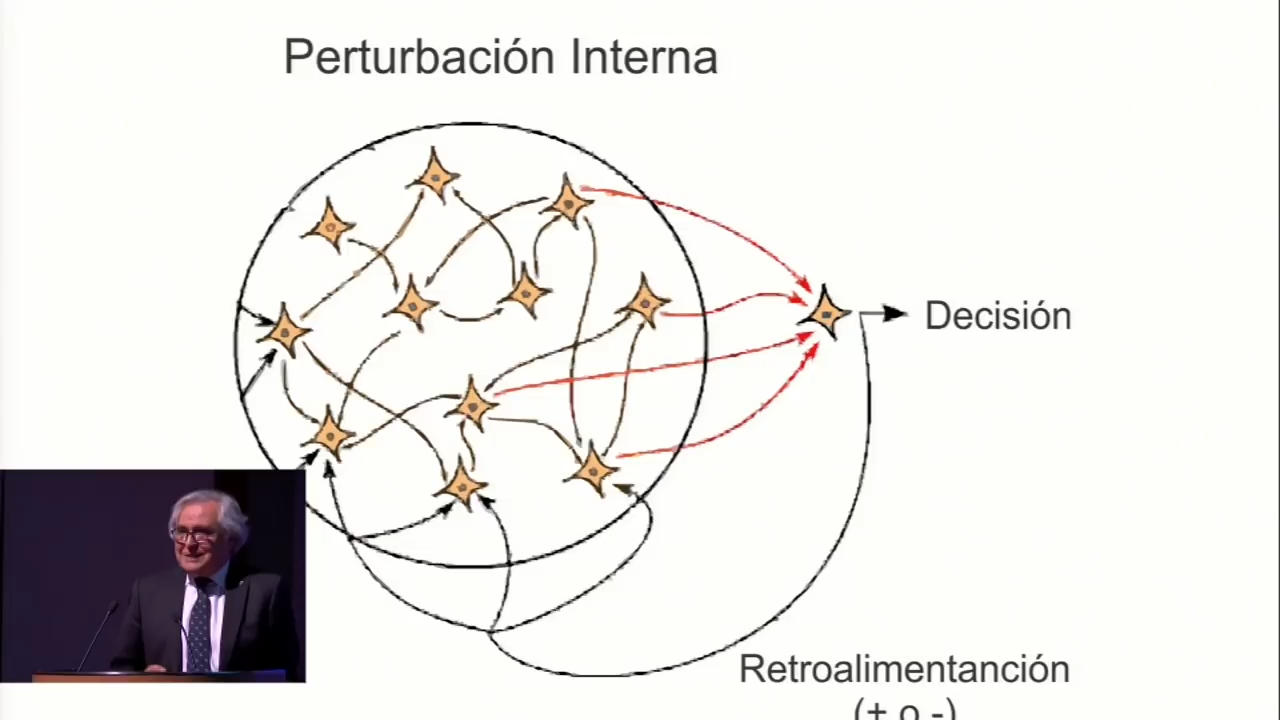 Perturbación Interna
Decisión
Retroalimentanción
(+ o -)